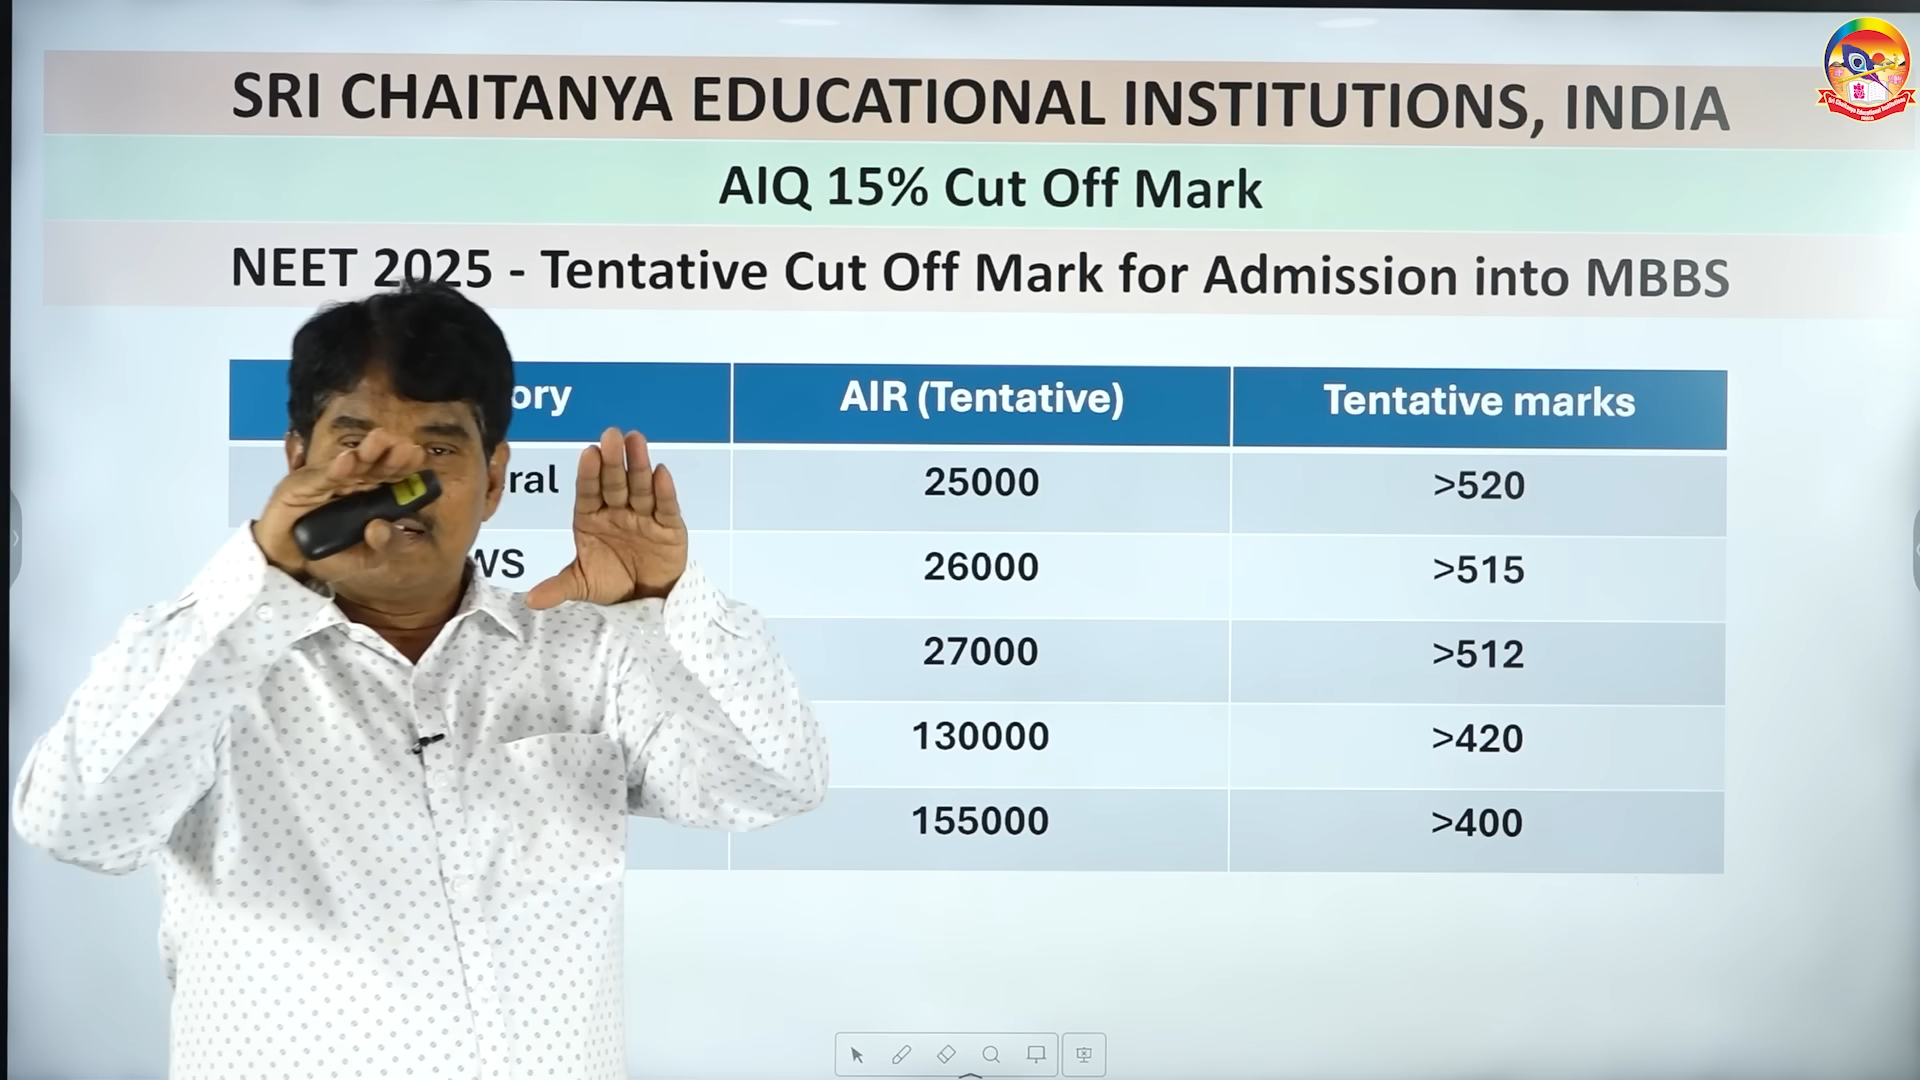 SRI CHAITANYA EDUCATIONAL INSTITUTIONS, INDIA
AIQ 15% Cut Off Mark
NEET 2025 - Tentative Cut Off Mark for Admission into MBBS
ory AIR (Tentative) Tentative marks
ral 25000 >520
WS 26000 >515
27000 >512
130000 >420
155000 >400